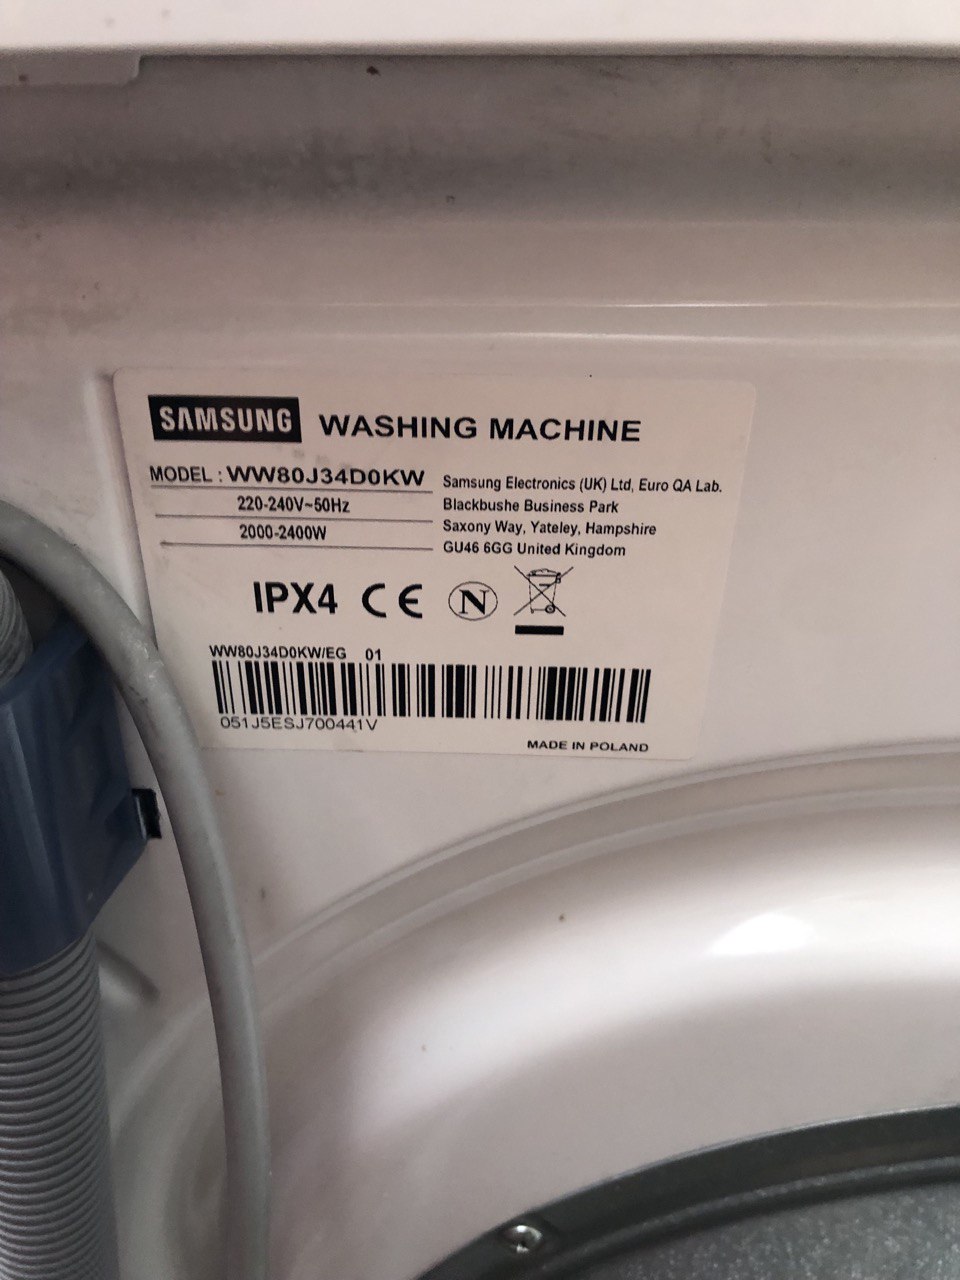 SAMSUNG WASHING MACHINE
MODEL : WW80J34D0KW
220-240V~50Hz
2000-2400W
Samsung Electronics (UK) Ltd, Euro QA Lab.
Blackbushe Business Park
Saxony Way, Yateley, Hampshire
GU46 6GG United Kingdom
IPX4 CE N
WW80J34D0KW/EG 01
051J5ESJ700441V
MADE IN POLAND